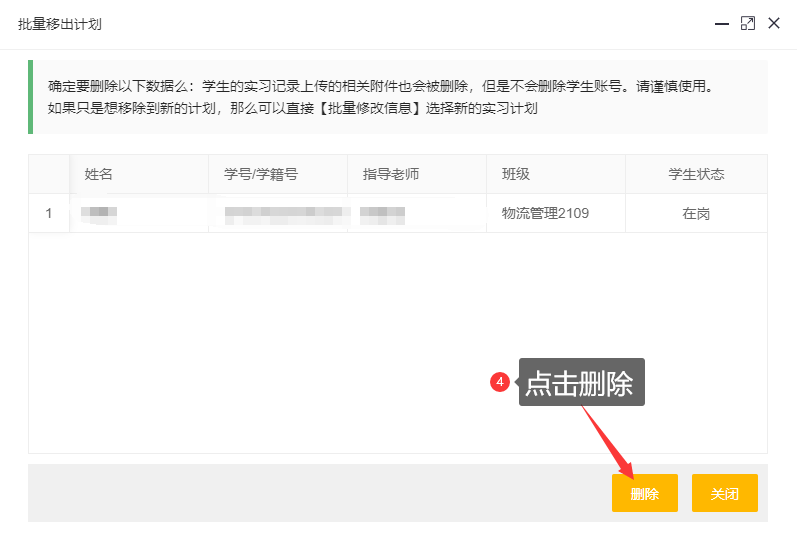 批量移出计划
确定要删除以下数据么：学生的实习记录上传的相关附件也会被删除，但是不会删除学生账号。请谨慎使用。
如果只是想移除到新的计划，那么可以直接【批量修改信息】选择新的实习计划
姓名 学号/学籍号 指导老师 班级 学生状态
1 物流管理2109 在岗
4 点击删除
删除 关闭